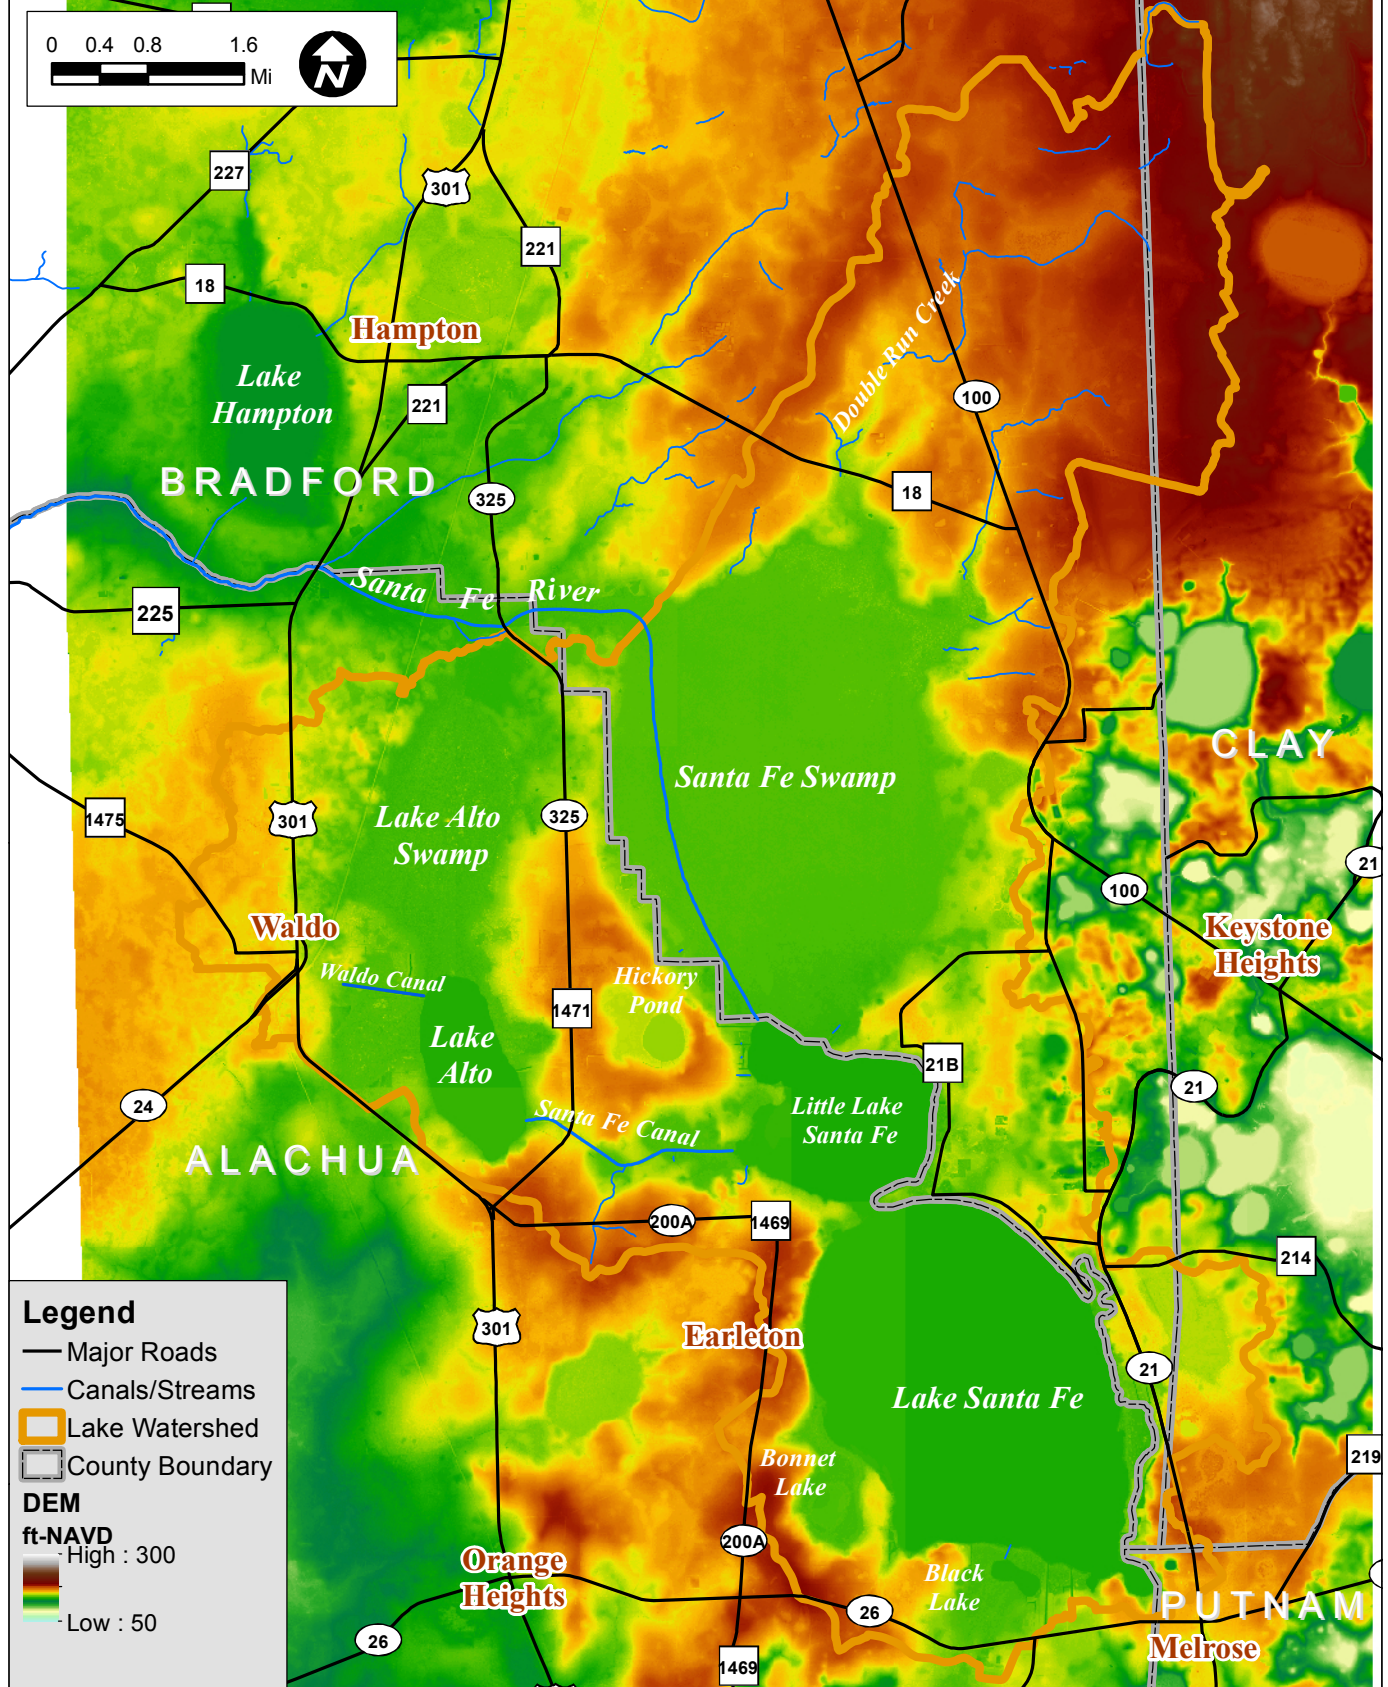 0 0.4 0.8 1.6
Mi
N
227
301
221
18
Hampton
Lake
Hampton
221
Double Run Creek
100
BRADFORD
325
18
Santa Fe River
225
CLAY
Santa Fe Swamp
1475
301
Lake Alto
Swamp
325
21
100
Waldo
Keystone
Heights
Waldo Canal
Hickory
Pond
1471
Lake
Alto
21B
21
24
Little Lake
Santa Fe
Santa Fe Canal
ALACHUA
200A
1469
214
301
Earleton
21
Lake Santa Fe
Bonnet
Lake
219
200A
Orange
Heights
Black
Lake
26
PUTNAM
26
Melrose
1469
Legend
Major Roads
Canals/Streams
Lake Watershed
County Boundary
DEM
ft-NAVD
High : 300
Low : 50